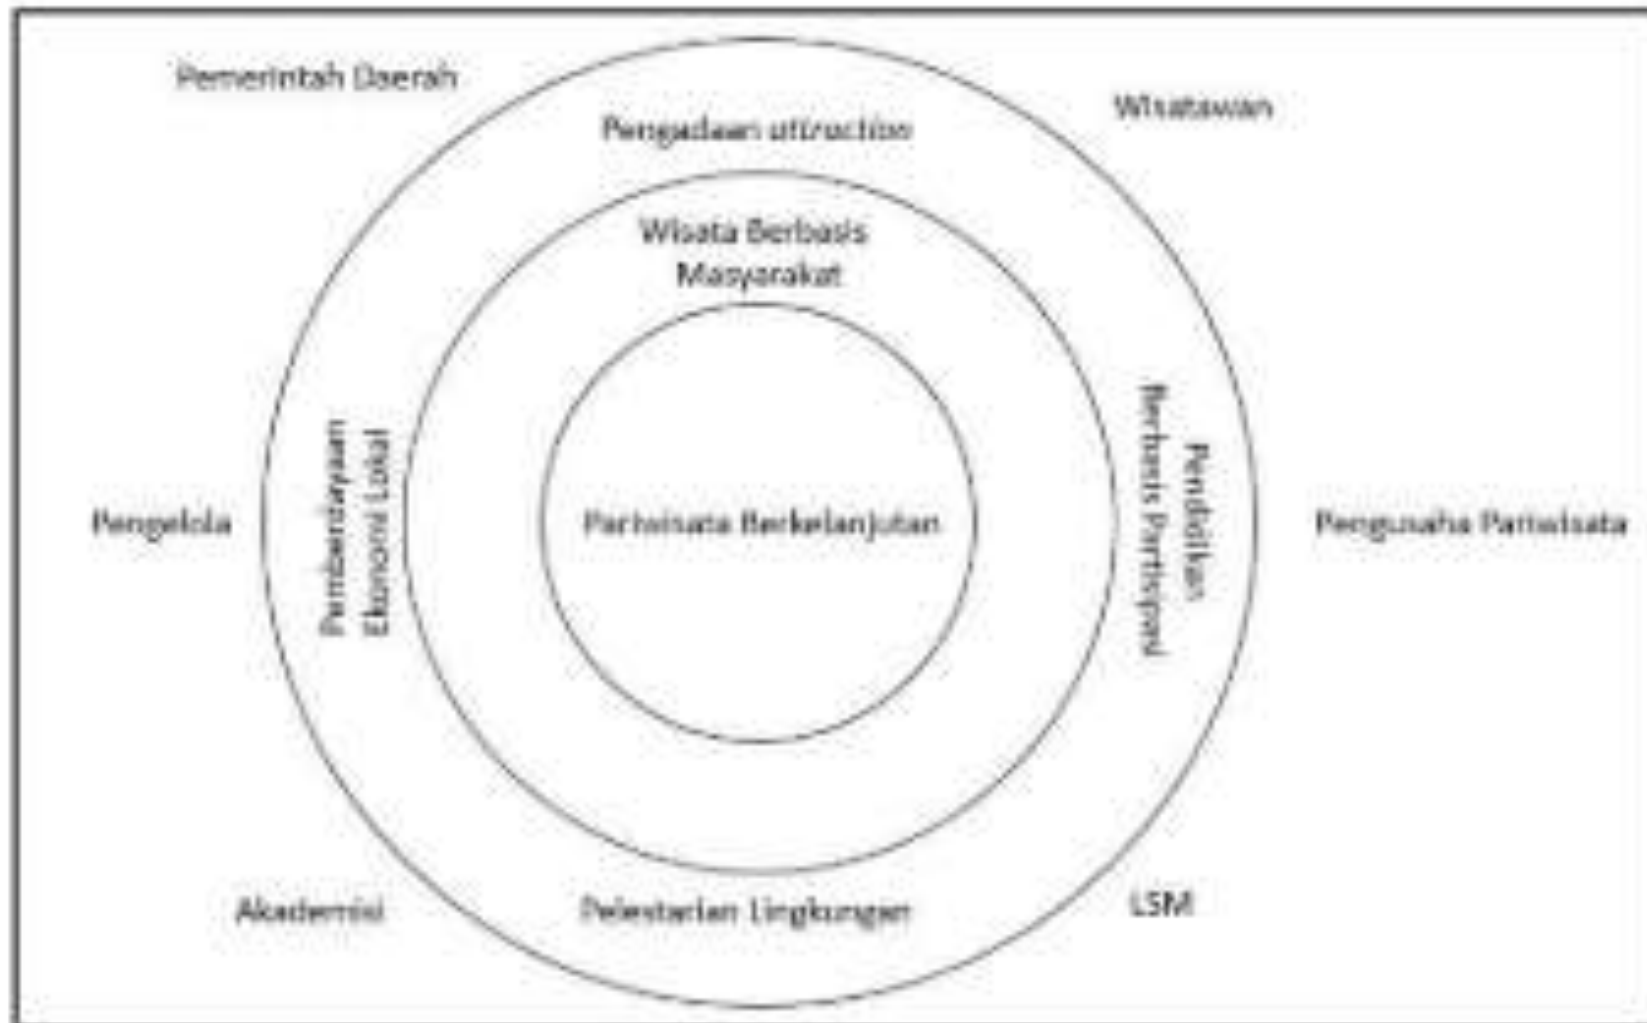 Pemerintah Daerah
Wisatawan
Pengadaan attraction
Wisata Berbasis
Masyarakat
Pemberdayaan
Ekonomi Lokal
Pendidikan
Berbasis Partisipasi
Pengelola
Pariwisata Berkelanjutan
Pengusaha Pariwisata
Akademisi
Pelestarian Lingkungan
LSM